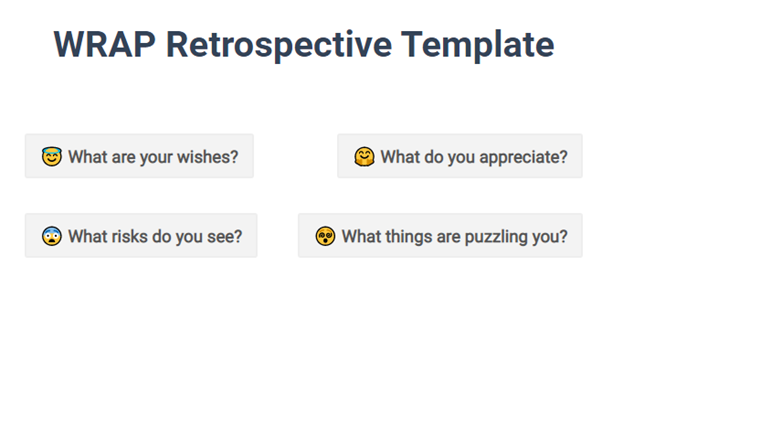 WRAP Retrospective Template
😇 What are your wishes?
🤗 What do you appreciate?
😨 What risks do you see?
😵 What things are puzzling you?